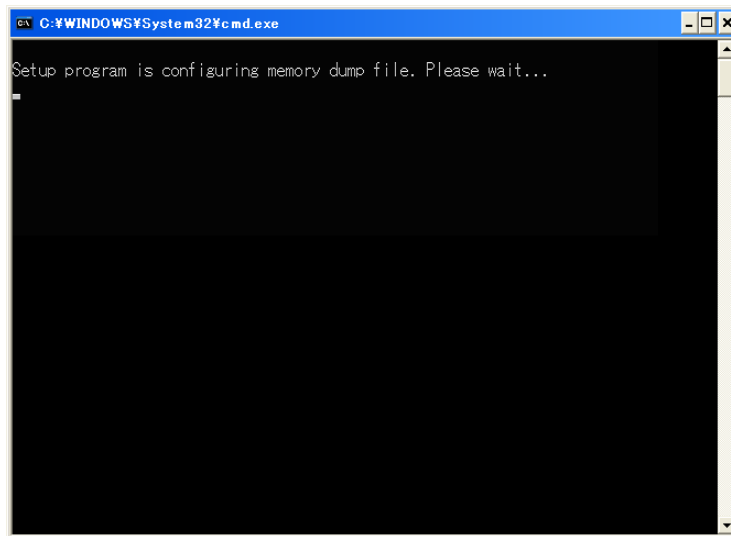 C:¥WINDOWS¥System32¥cmd.exe
Setup program is configuring memory dump file. Please wait...